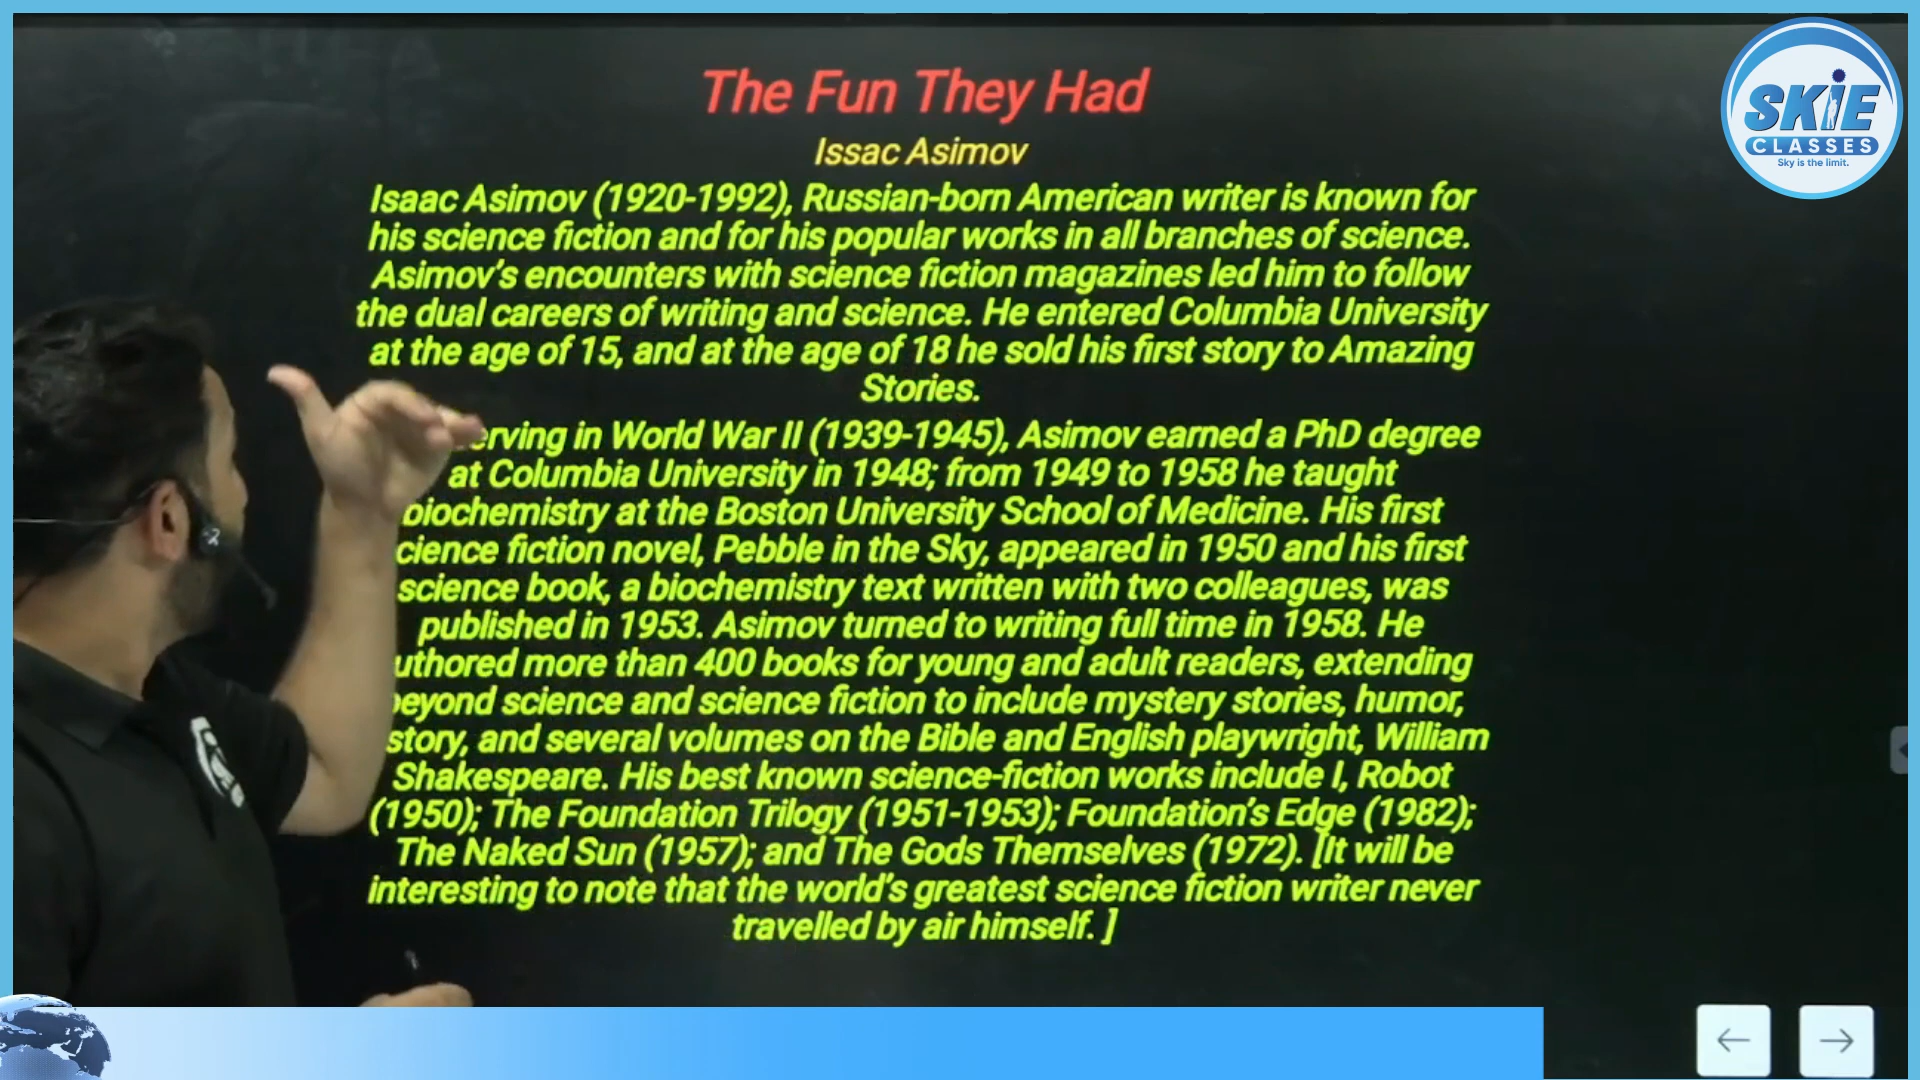 The Fun They Had
Issac Asimov
Isaac Asimov (1920-1992), Russian-born American writer is known for
his science fiction and for his popular works in all branches of science.
Asimov's encounters with science fiction magazines led him to follow
the dual careers of writing and science. He entered Columbia University
at the age of 15, and at the age of 18 he sold his first story to Amazing
Stories.
erving in World War II (1939-1945), Asimov earned a PhD degree
at Columbia University in 1948; from 1949 to 1958 he taught
biochemistry at the Boston University School of Medicine. His first
cience fiction novel, Pebble in the Sky, appeared in 1950 and his first
science book, a biochemistry text written with two colleagues, was
published in 1953. Asimov turned to writing full time in 1958. He
uthored more than 400 books for young and adult readers, extending
beyond science and science fiction to include mystery stories, humor,
story, and several volumes on the Bible and English playwright, William
Shakespeare. His best known science-fiction works include I, Robot
(1950); The Foundation Trilogy (1951-1953); Foundation's Edge (1982);
The Naked Sun (1957); and The Gods Themselves (1972). [It will be
interesting to note that the world's greatest science fiction writer never
travelled by air himself. ]
SKIE
CLASSES
Sky is the limit.